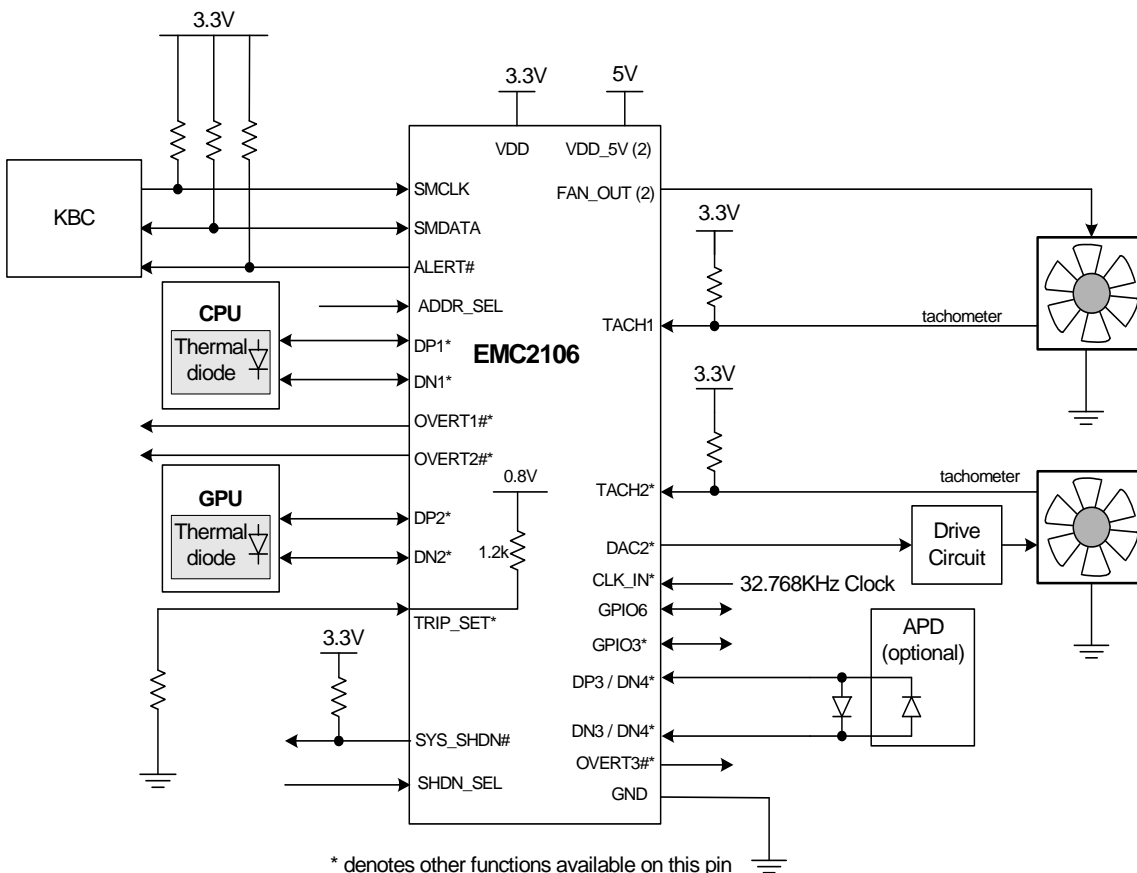 3.3V
3.3V
5V
VDD
VDD_5V (2)
KBC
SMCLK
FAN_OUT (2)
SMDATA
3.3V
ALERT#
ADDR_SEL
CPU
Thermal
diode
TACH1
tachometer
DP1*
EMC2106
DN1*
3.3V
OVERT1#*
OVERT2#*
0.8V
tachometer
GPU
Thermal
diode
TACH2*
DP2*
Drive
Circuit
DAC2*
DN2*
1.2k
CLK_IN*
32.768KHz Clock
TRIP_SET*
GPIO6
APD
(optional)
3.3V
GPIO3*
DP3 / DN4*
SYS_SHDN#
DN3 / DN4*
OVERT3#*
SHDN_SEL
GND
* denotes other functions available on this pin